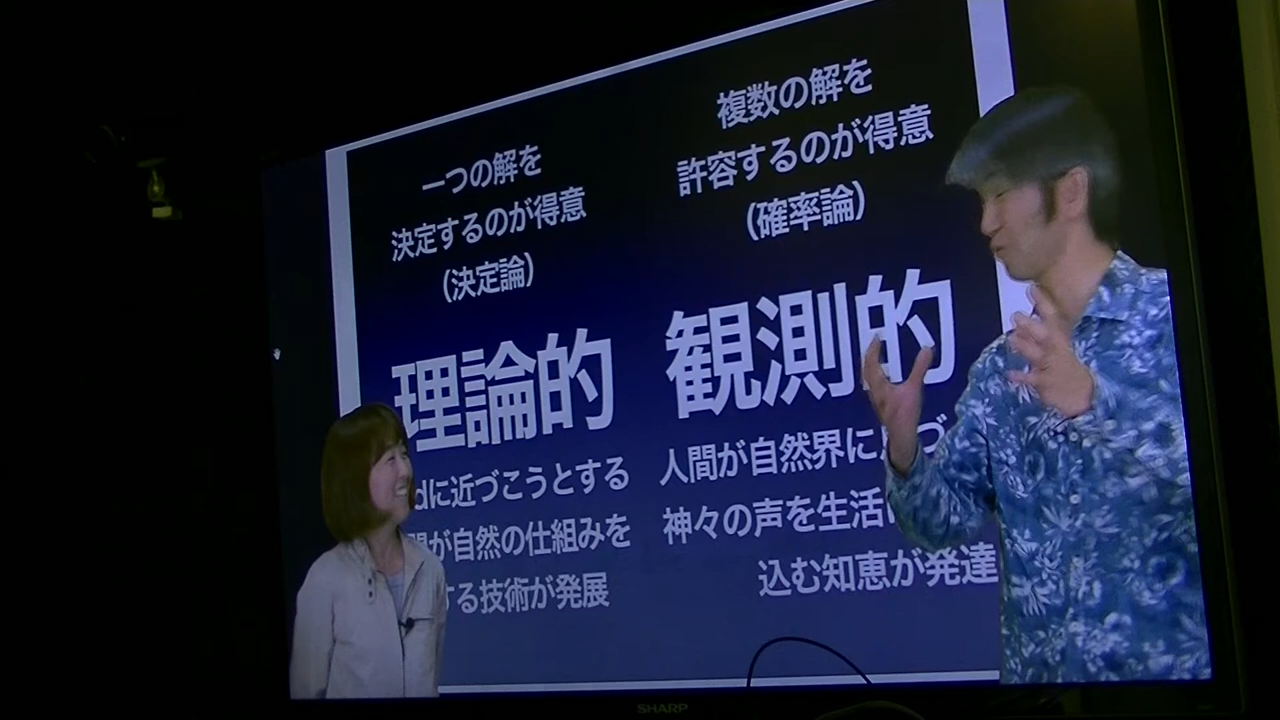 一つの解を
決定するのが得意
(決定論)
理論的
dに近づこうとする
が自然の仕組みを
する技術が発展
複数の解を
許容するのが得意
(確率論)
観測的
人間が自然界に
神々の声を生活
込む知恵が発達
SHARP